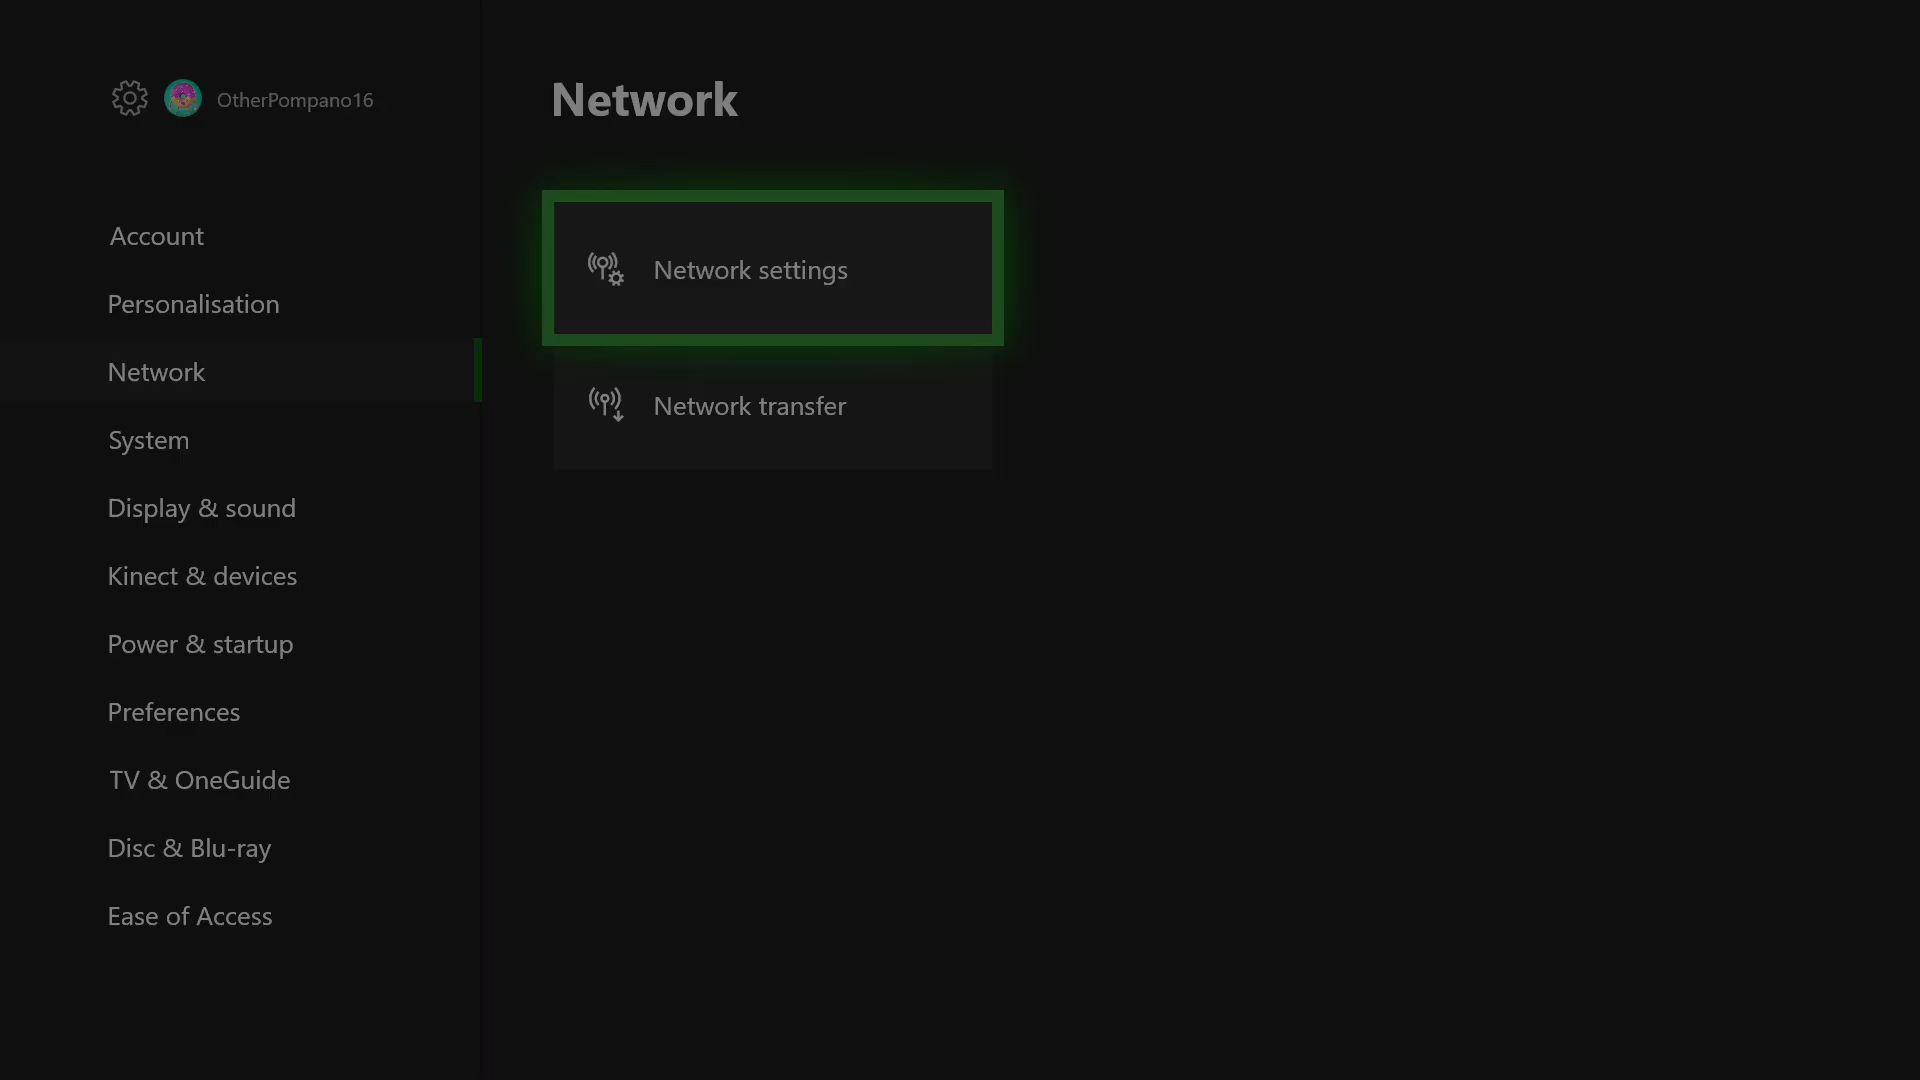 OtherPompano16
Account
Personalisation
Network
System
Display & sound
Kinect & devices
Power & startup
Preferences
TV & OneGuide
Disc & Blu-ray
Ease of Access
Network
Network settings
Network transfer